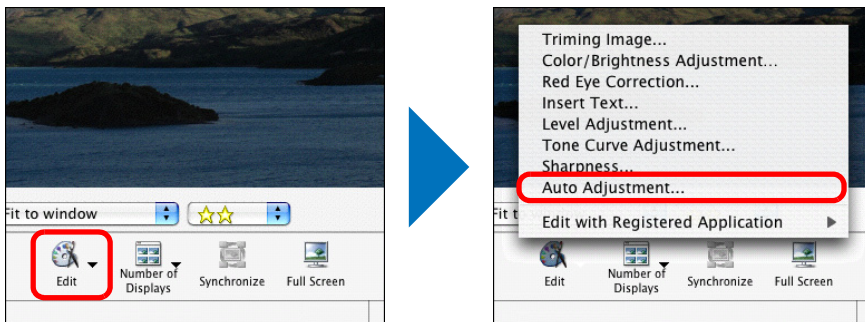 Fit to window
Edit
Number of
Displays
Synchronize
Full Screen
Triming Image...
Color/Brightness Adjustment...
Red Eye Correction...
Insert Text...
Level Adjustment...
Tone Curve Adjustment...
Sharpness...
Auto Adjustment...
Edit with Registered Application
Fit t
Edit
Number of
Displays
Synchronize
Full Screen